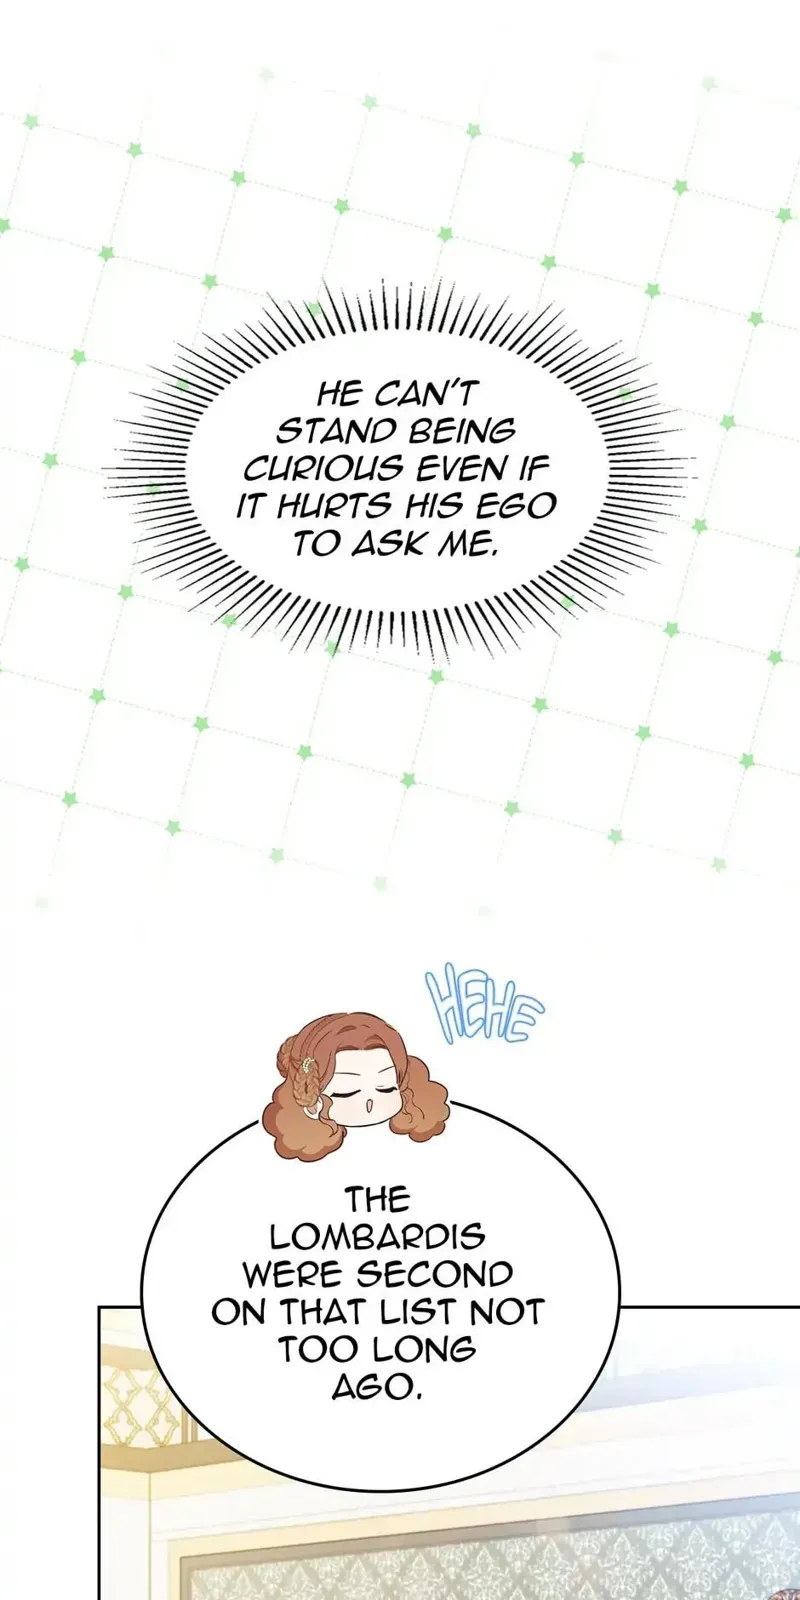 HE CAN'T
STAND BEING
CURIOUS EVEN IF
IT HURTS HIS EGO
TO ASK ME.
HEHE
THE
LOMBARDIS
WERE SECOND
ON THAT LIST NOT
TOO LONG
AGO.